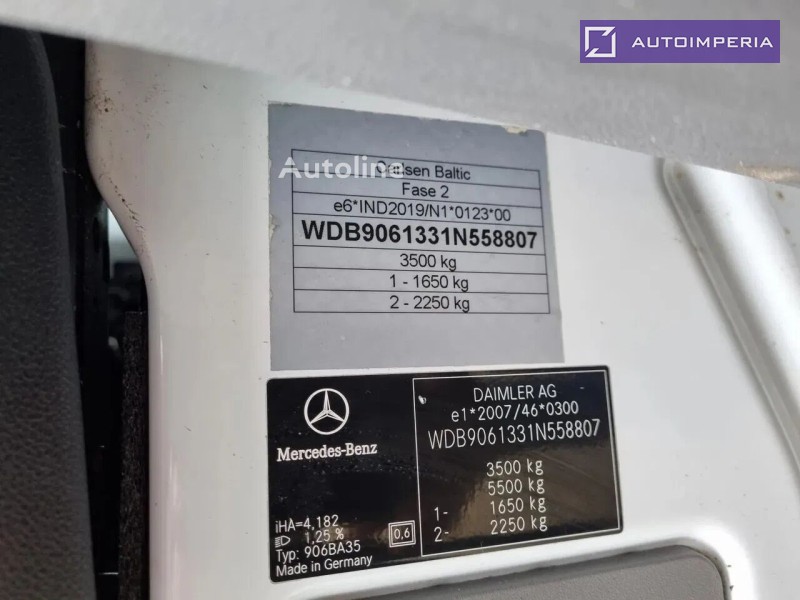 AUTOIMPERIA
Autoline
Baltic
Fase 2
e6*IND2019/N1*0123*00
WDB9061331N558807
3500 kg
1 - 1650 kg
2 - 2250 kg
Mercedes-Benz
iHA=4,182
1,25 %
Typ: 906BA35
Made in Germany
0,6
DAIMLER AG
e1*2007/46*0300
WDB9061331N558807
3500 kg
5500 kg
1- 1650 kg
2- 2250 kg